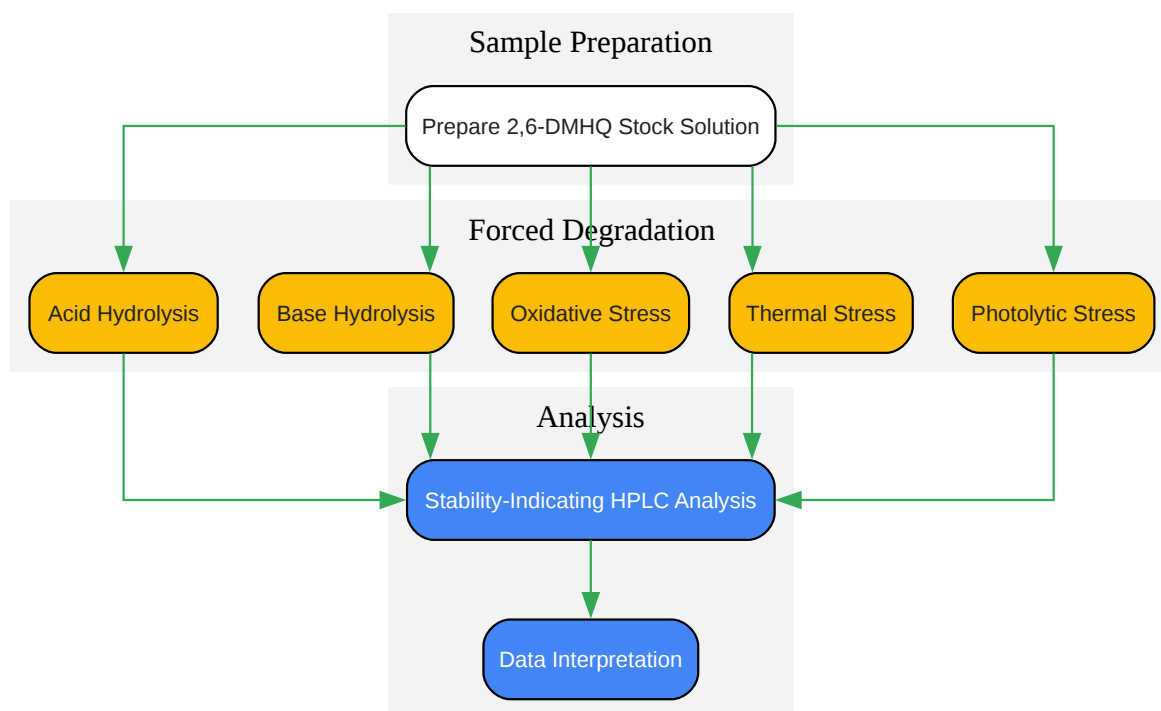 Sample Preparation
Prepare 2,6-DMHQ Stock Solution
Forced Degradation
Acid Hydrolysis
Base Hydrolysis
Oxidative Stress
Thermal Stress
Photolytic Stress
Analysis
Stability-Indicating HPLC Analysis
Data Interpretation